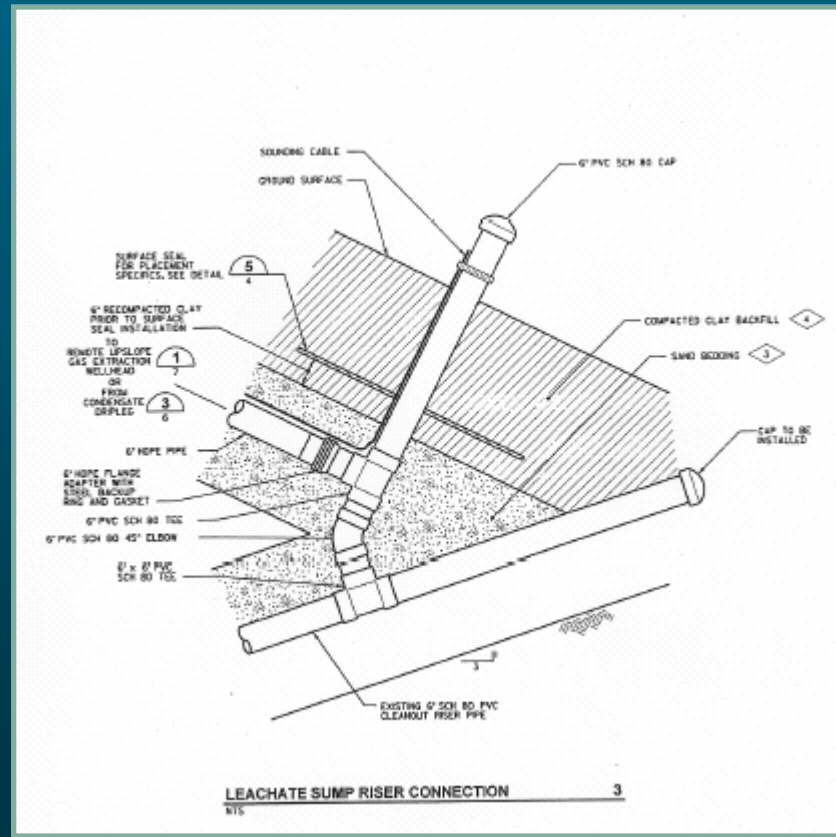 SOUNDING CABLE
6" PVC SCH 80 CAP
GROUND SURFACE
SURFACE SEAL
FOR PLACEMENT
SPECIFICS, SEE DETAIL
5
4
6" RECOMPACTED CLAY
PRIOR TO SURFACE
SEAL INSTALLATION
TO
REMOTE UPSLOPE
GAS EXTRACTION
WELLHEAD
1
7
OR
FROM
CONDENSATE
DRIPLEG
3
6
COMPACTED CLAY BACKFILL
4
SAND BEDDING
3
CAP TO BE
INSTALLED
6" HDPE PIPE
6" HDPE FLANGE
ADAPTER WITH
STEEL BACKUP
RING AND GASKET
6" PVC SCH 80 TEE
6" PVC SCH 80 45° ELBOW
6" x 6" PVC
SCH 80 TEE
3
EXISTING 6" SCH 80 PVC
CLEANOUT RISER PIPE
LEACHATE SUMP RISER CONNECTION 3
NTS